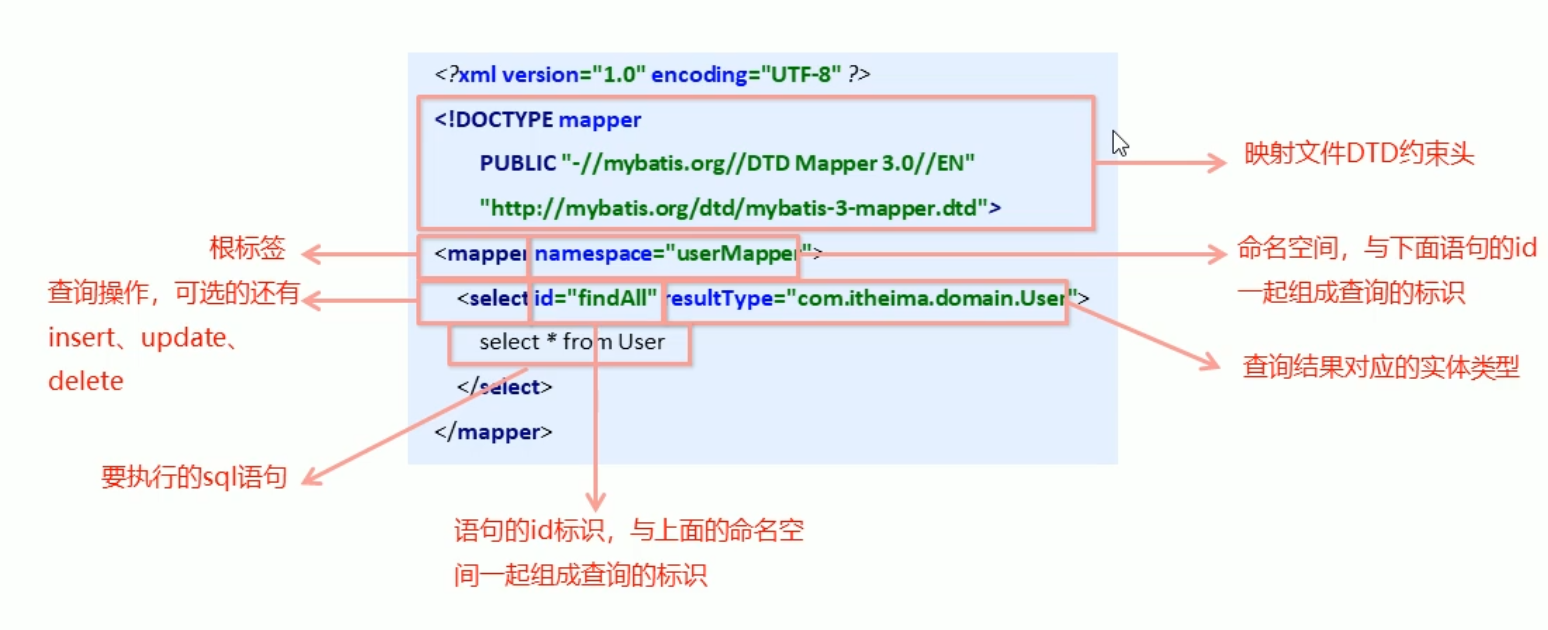 <?xml version="1.0" encoding="UTF-8" ?>
<!DOCTYPE mapper
PUBLIC "-//mybatis.org//DTD Mapper 3.0//EN"
"http://mybatis.org/dtd/mybatis-3-mapper.dtd">
<mapper namespace="userMapper">
<select id="findAll" resultType="com.itheima.domain.User">
select * from User
</select>
</mapper>
映射文件DTD约束头
根标签
命名空间，与下面语句的id
一起组成查询的标识
查询操作，可选的还有
insert、update、
delete
查询结果对应的实体类型
要执行的sql语句
语句的id标识，与上面的命名空
间一起组成查询的标识